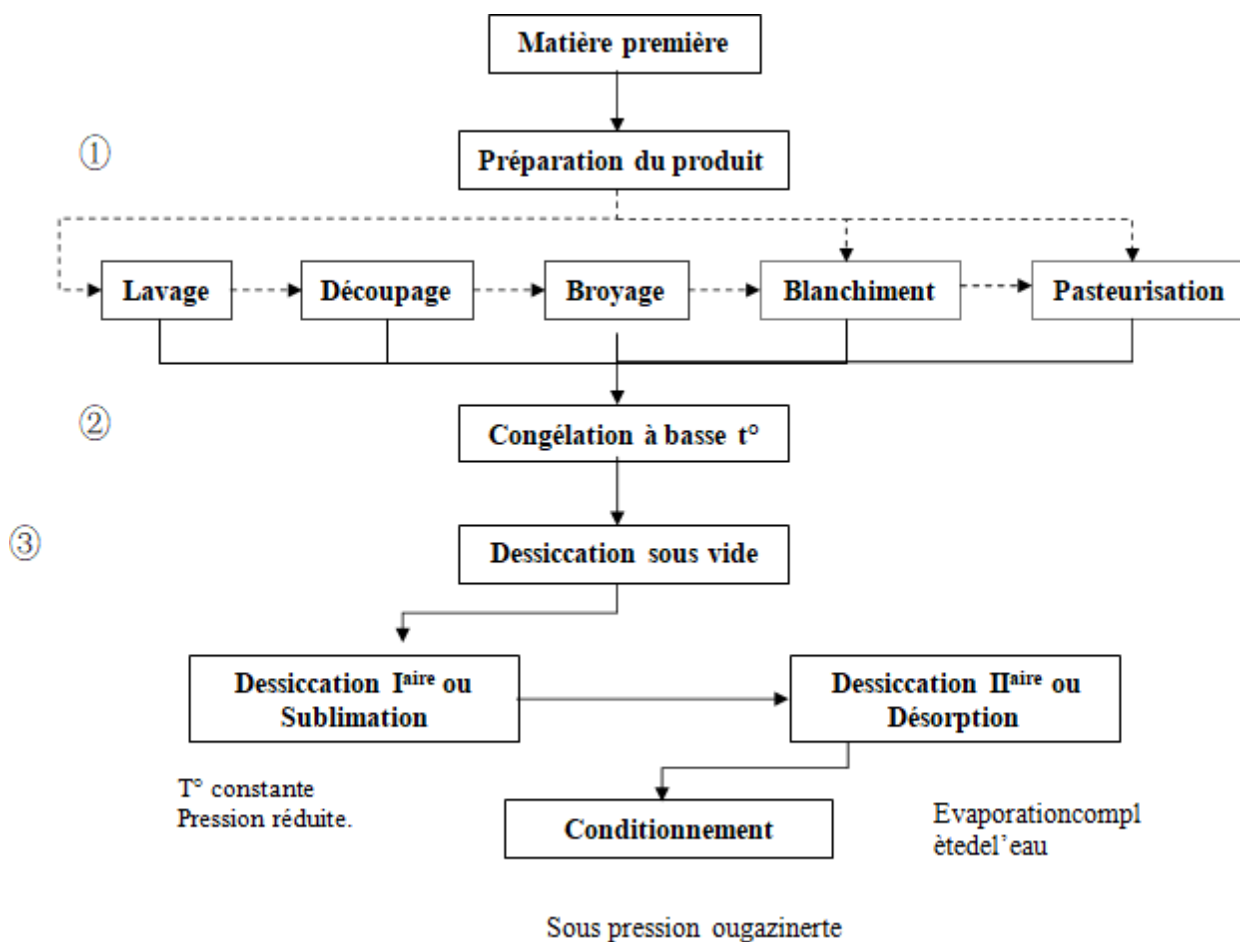 Matière première
①
Préparation du produit
Lavage
Découpage
Broyage
Blanchiment
Pasteurisation
②
Congélation à basse t°
③
Dessiccation sous vide
Dessiccation Iaire ou
Sublimation
Dessiccation IIaire ou
Désorption
T° constante
Pression réduite.
Conditionnement
Evaporationcompl
ètedel’eau
Sous pression ougazinerte